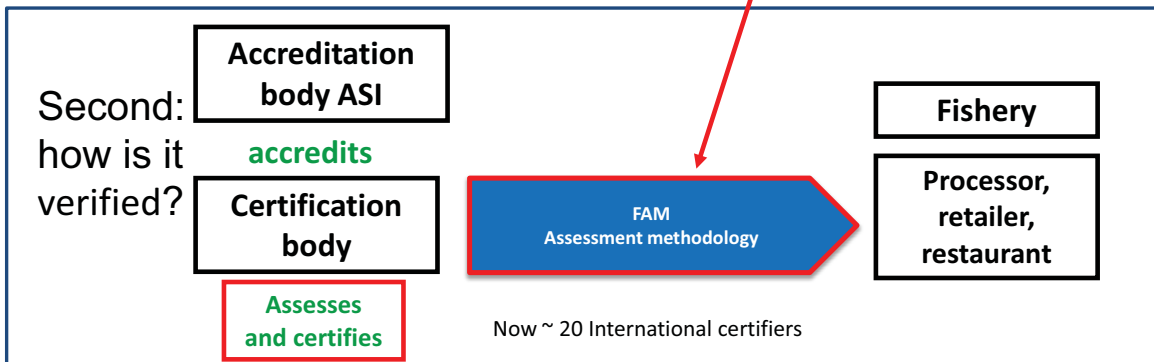 Second:
how is it
verified?
Accreditation
body ASI
accredits
Certification
body
Assesses
and certifies
FAM
Assessment methodology
Now ~ 20 International certifiers
Fishery
Processor,
retailer,
restaurant